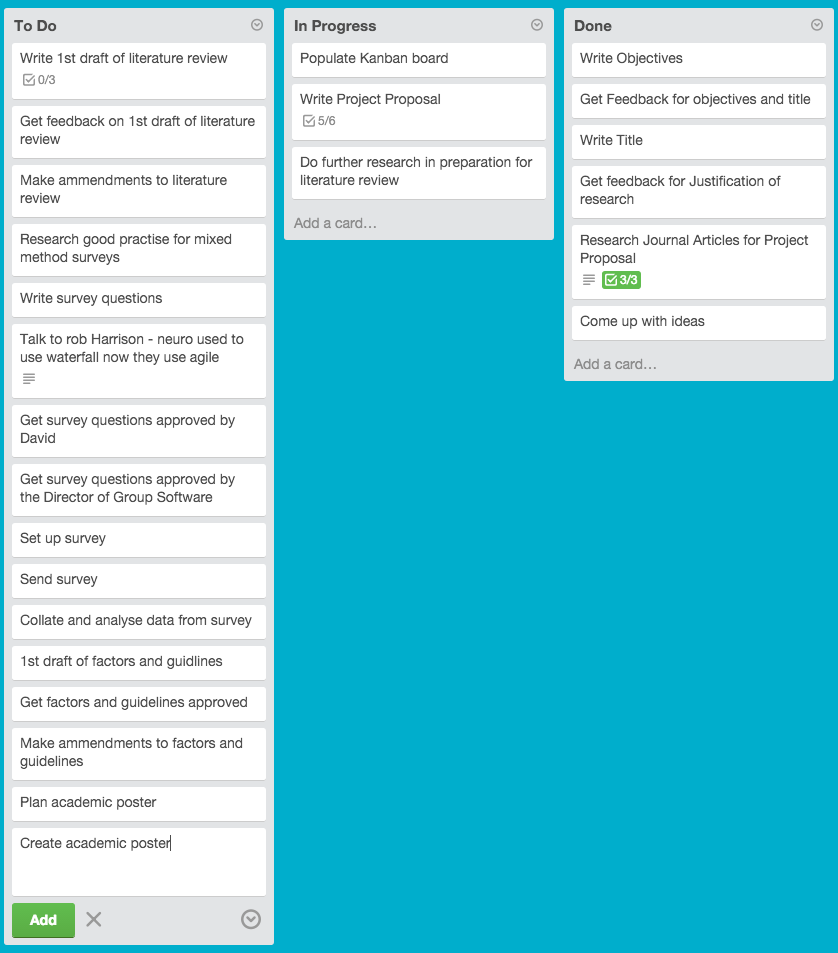 To Do
Write 1st draft of literature review
0/3
Get feedback on 1st draft of literature
review
Make ammendments to literature
review
Research good practise for mixed
method surveys
Write survey questions
Talk to rob Harrison - neuro used to
use waterfall now they use agile
Get survey questions approved by
David
Get survey questions approved by
the Director of Group Software
Set up survey
Send survey
Collate and analyse data from survey
1st draft of factors and guidlines
Get factors and guidelines approved
Make ammendments to factors and
guidelines
Plan academic poster
Create academic poster
Add
In Progress
Populate Kanban board
Write Project Proposal
5/6
Do further research in preparation for
literature review
Add a card…
Done
Write Objectives
Get Feedback for objectives and title
Write Title
Get feedback for Justification of
research
Research Journal Articles for Project
Proposal
3/3
Come up with ideas
Add a card…